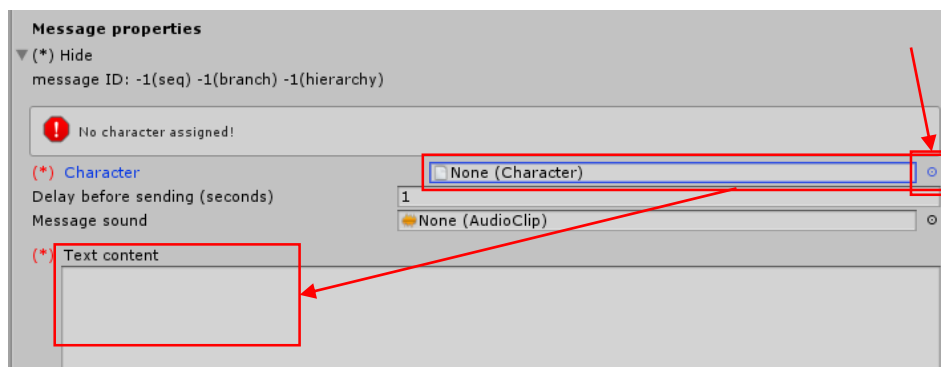 Message properties
(*) Hide
message ID: -1(seq) -1(branch) -1(hierarchy)
No character assigned!
(*) Character None (Character)
Delay before sending (seconds) 1
Message sound None (AudioClip)
(*) Text content